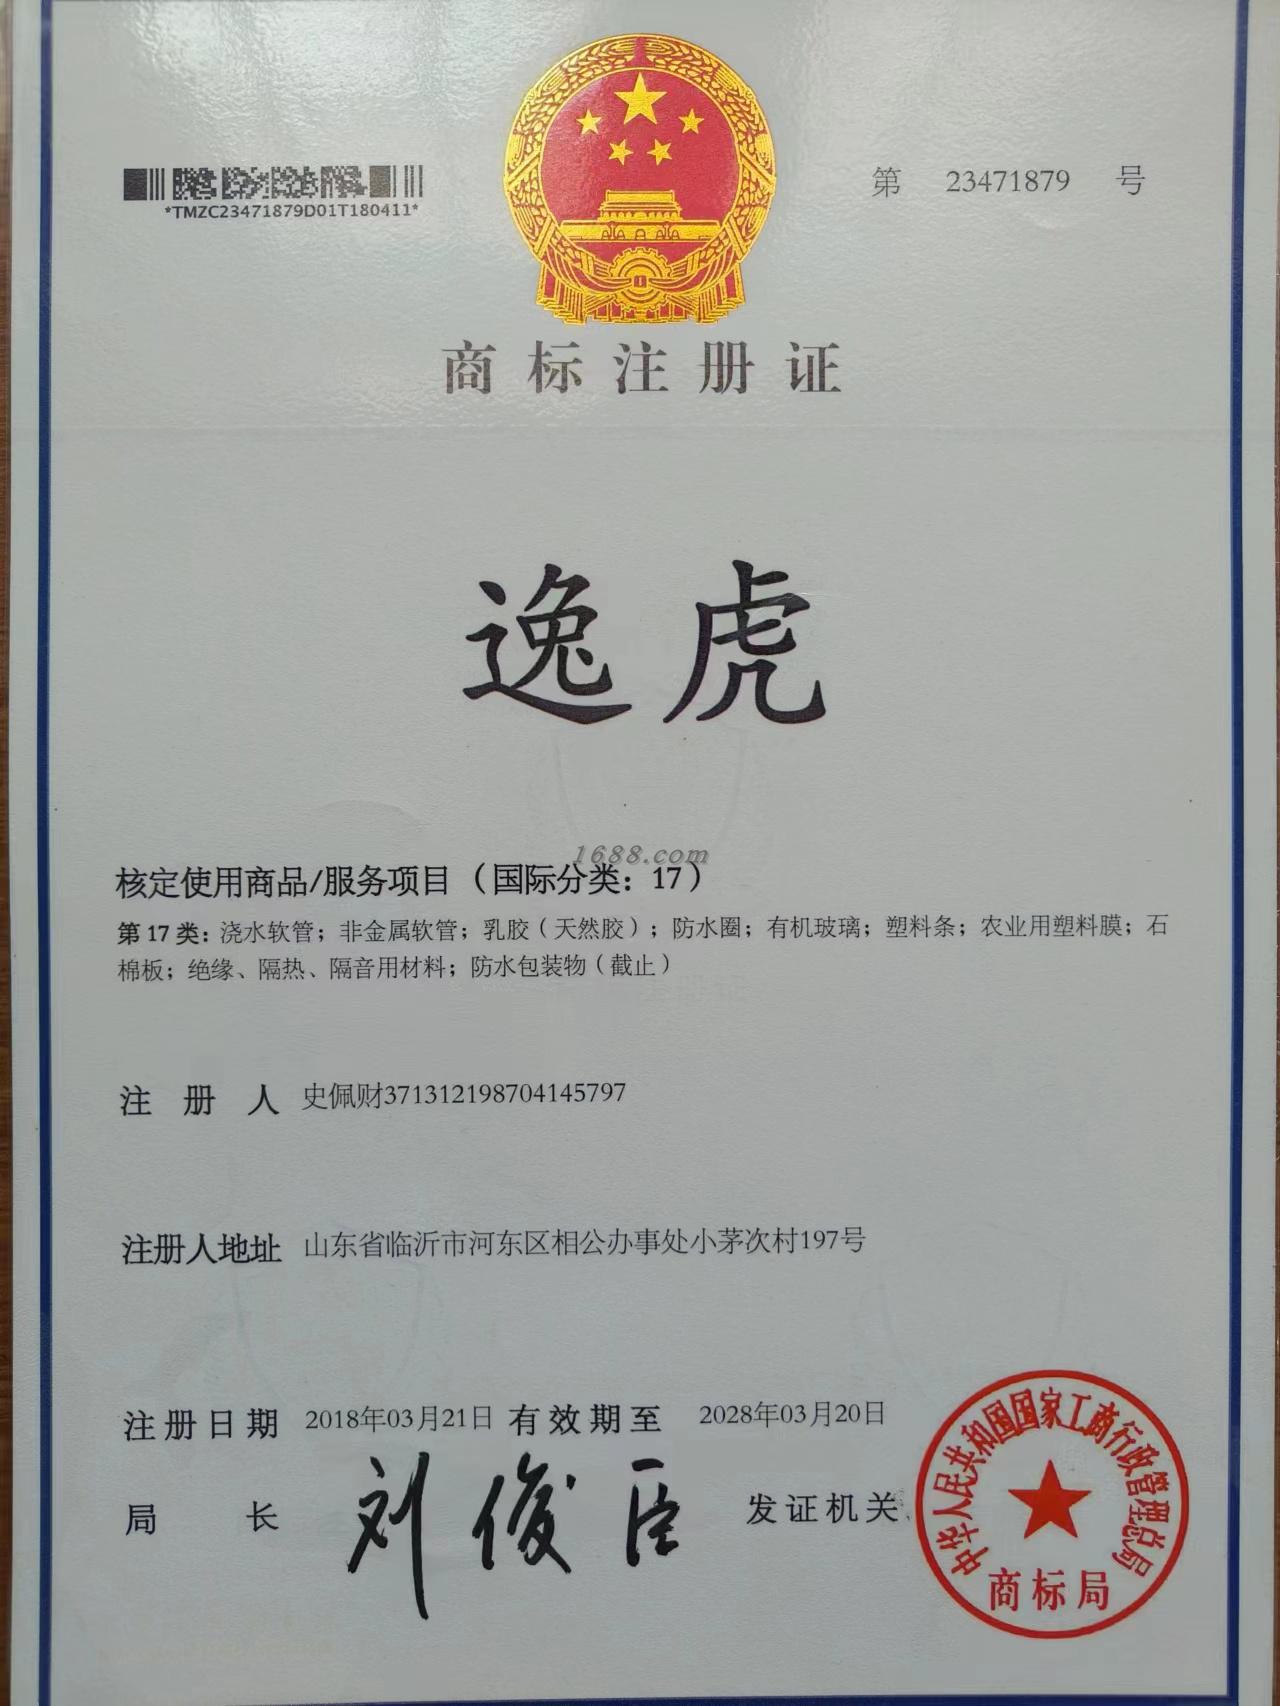 *TMZC23471879D01T180411*
第 23471879 号
商标注册证
逸虎
1688.com
核定使用商品/服务项目（国际分类：17）
第17类：浇水软管；非金属软管；乳胶（天然胶）；防水圈；有机玻璃；塑料条；农业用塑料膜；石
棉板；绝缘、隔热、隔音用材料；防水包装物（截止）
注册人 史佩财371312198704145797
注册人地址 山东省临沂市河东区相公办事处小茅次村197号
注册日期 2018年03月21日 有效期至 2028年03月20日
局长 刘俊臣 发证机关
中华人民共和国国家工商行政管理总局
商标局